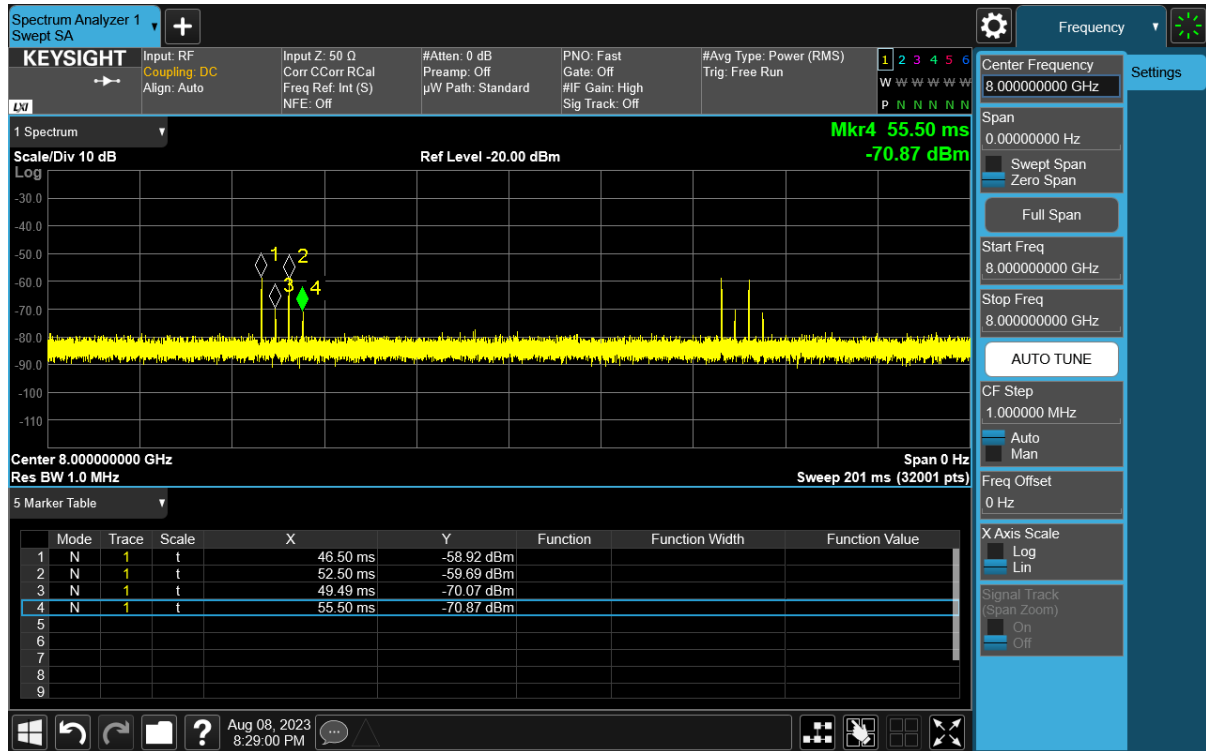 Spectrum Analyzer 1
Swept SA
+
Frequency
KEYSIGHT
LXI
Input: RF
Coupling: DC
Align: Auto
Input Z: 50 Ω
Corr CCorr RCal
Freq Ref: Int (S)
NFE: Off
#Atten: 0 dB
Preamp: Off
µW Path: Standard
PNO: Fast
Gate: Off
#IF Gain: High
Sig Track: Off
#Avg Type: Power (RMS)
Trig: Free Run
1 2 3 4 5 6
W W W W W W
P N N N N N
1 Spectrum
Mkr4 55.50 ms
-70.87 dBm
Scale/Div 10 dB
Ref Level -20.00 dBm
Log
-30.0
-40.0
-50.0
-60.0
-70.0
-80.0
-90.0
-100
-110
1 2
3 4
Center 8.000000000 GHz
Span 0 Hz
Res BW 1.0 MHz
Sweep 201 ms (32001 pts)
5 Marker Table
Mode Trace Scale X Y Function Function Width Function Value
1 N 1 t 46.50 ms -58.92 dBm
2 N 1 t 52.50 ms -59.69 dBm
3 N 1 t 49.49 ms -70.07 dBm
4 N 1 t 55.50 ms -70.87 dBm
5
6
7
8
9
Aug 08, 2023
8:29:00 PM
?
Center Frequency
8.000000000 GHz
Settings
Span
0.00000000 Hz
Swept Span
Zero Span
Full Span
Start Freq
8.000000000 GHz
Stop Freq
8.000000000 GHz
AUTO TUNE
CF Step
1.000000 MHz
Auto
Man
Freq Offset
0 Hz
X Axis Scale
Log
Lin
Signal Track
(Span Zoom)
On
Off